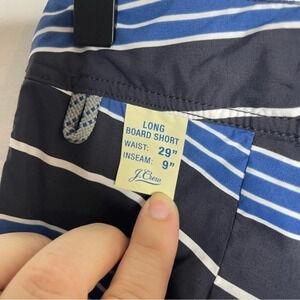 LONG
BOARD SHORT
WAIST: 29"
INSEAM: 9"
J.Crew